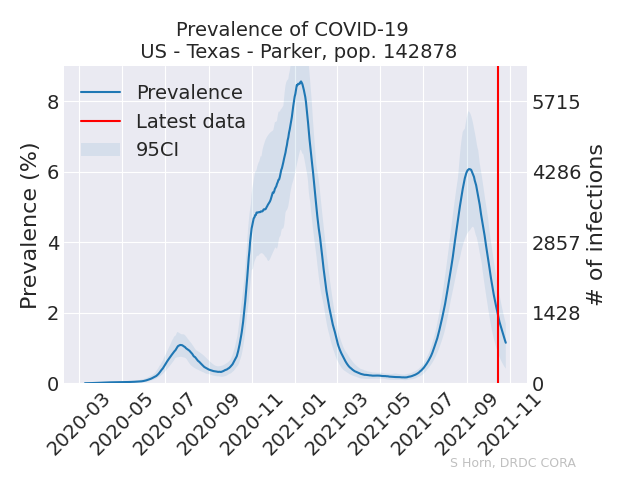 Prevalence of COVID-19
US - Texas - Parker, pop. 142878
Prevalence
Latest data
95CI
Prevalence (%)
8
6
4
2
0
5715
4286
2857
1428
0
# of infections
2020-03
2020-05
2020-07
2020-09
2020-11
2021-01
2021-03
2021-05
2021-07
2021-09
2021-11
S Horn, DRDC CORA